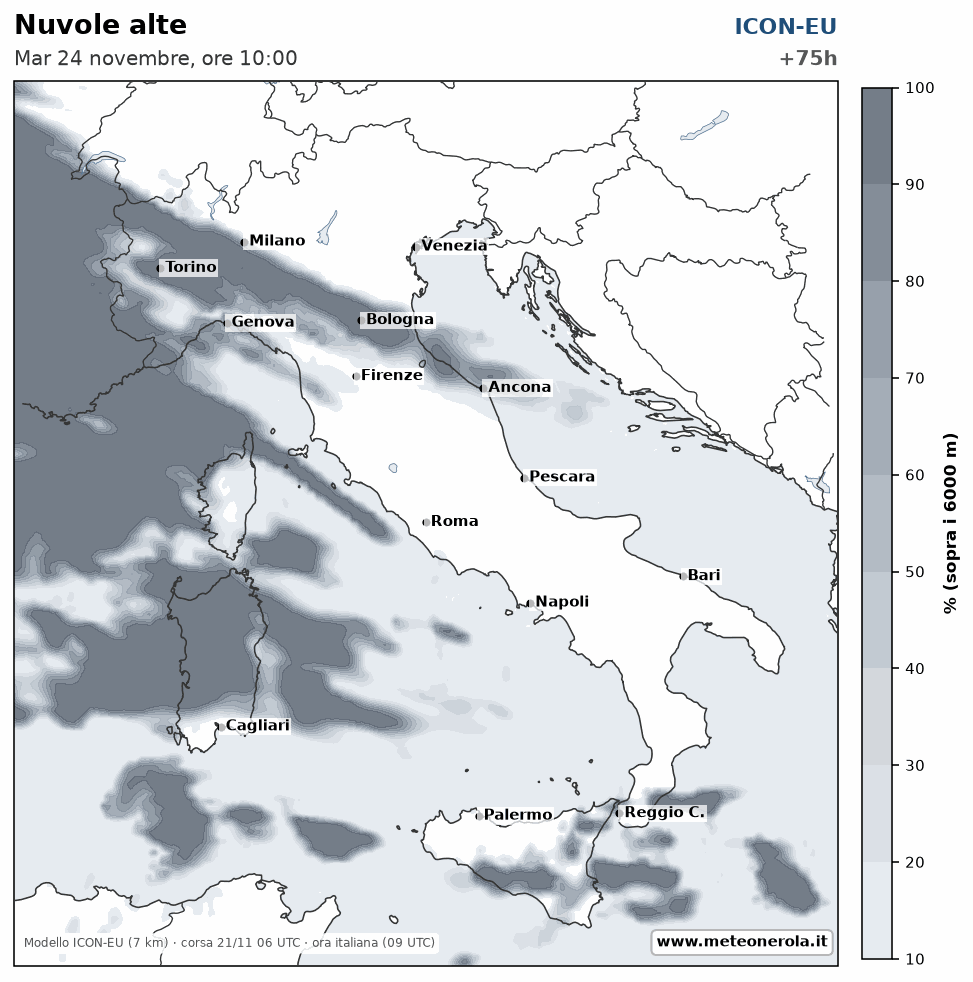 Nuvole alte
ICON-EU
Mar 24 novembre, ore 10:00
+75h
100
90
80
70
60
50
40
30
20
10
% (sopra i 6000 m)
Milano
Venezia
Torino
Genova
Bologna
Firenze
Ancona
Pescara
Roma
Bari
Napoli
Cagliari
Palermo
Reggio C.
Modello ICON-EU (7 km) · corsa 21/11 06 UTC · ora italiana (09 UTC)
www.meteonerola.it